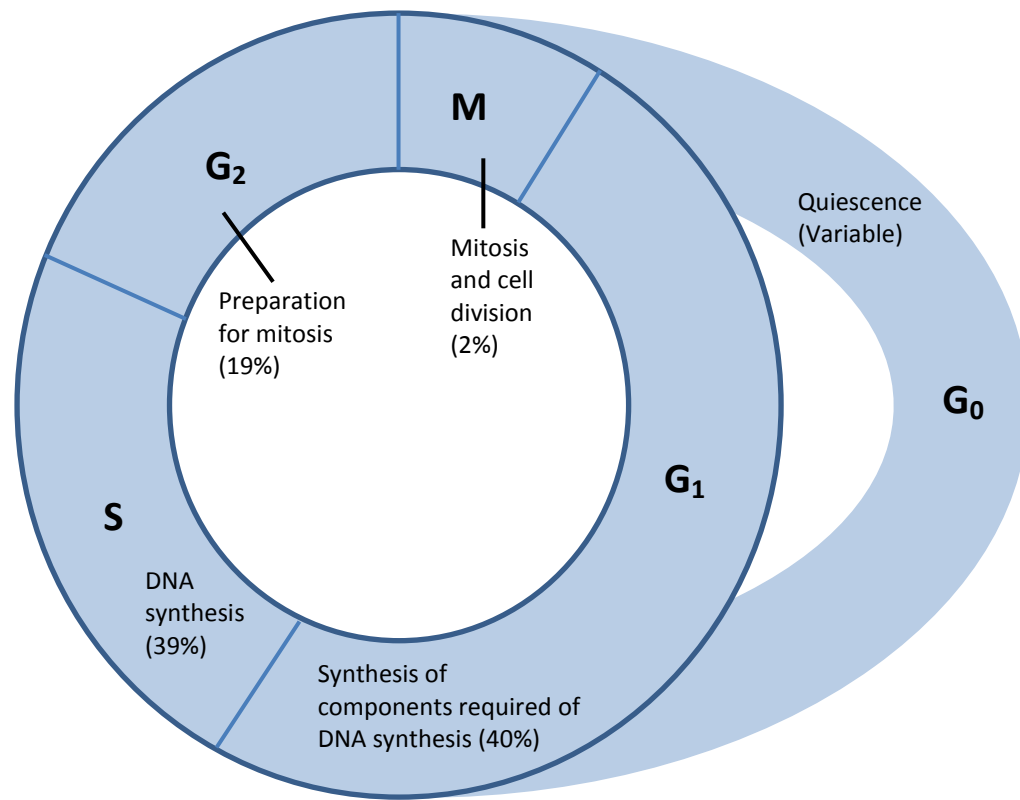 M
G₂
Quiescence
(Variable)
Mitosis
and cell
division
(2%)
Preparation
for mitosis
(19%)
G₀
G₁
S
DNA
synthesis
(39%)
Synthesis of
components required of
DNA synthesis (40%)